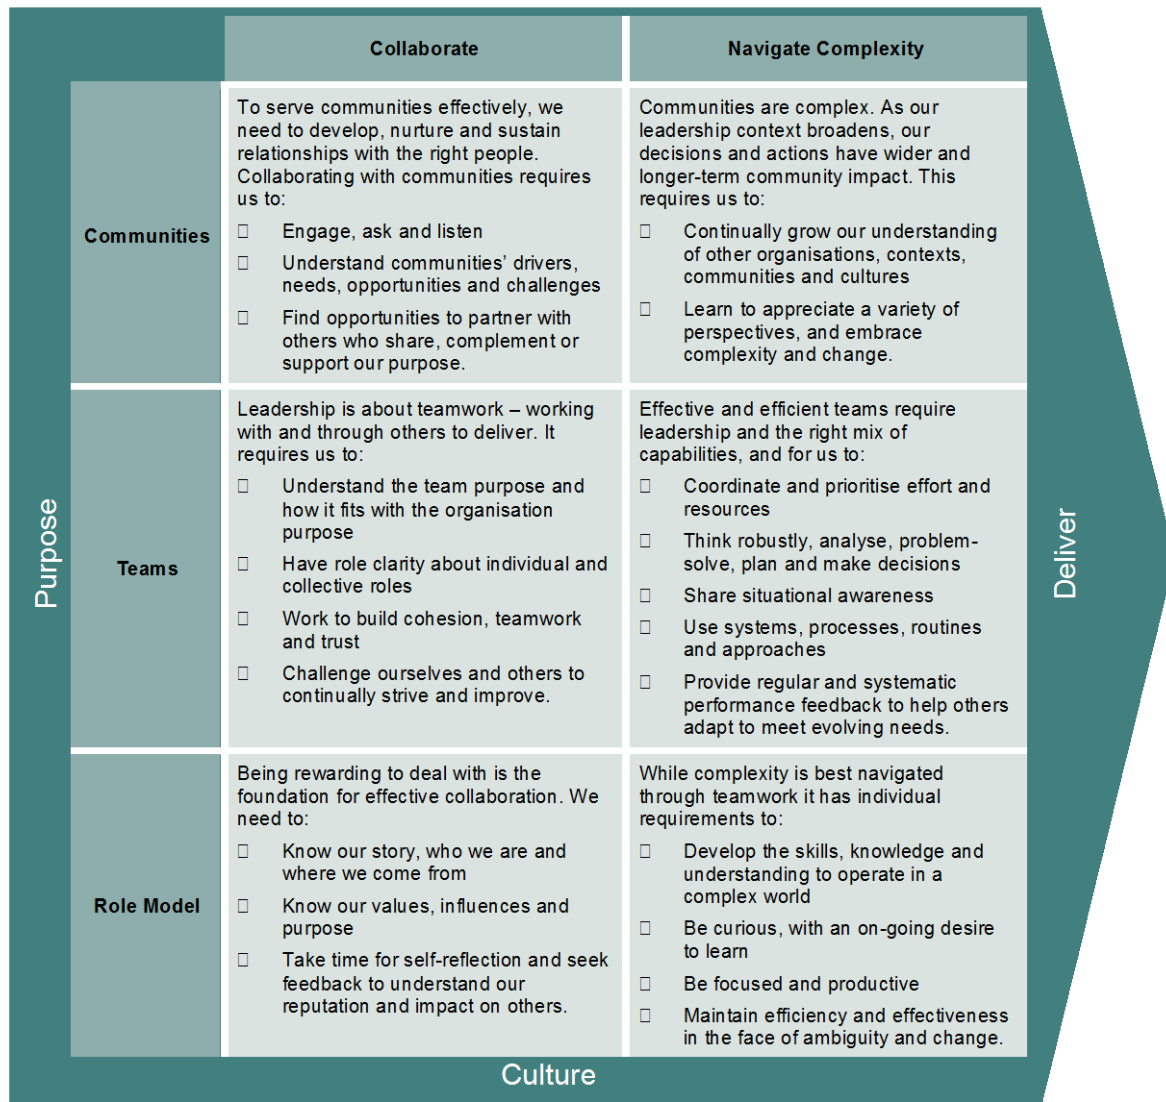 Collaborate
Navigate Complexity
Purpose
Communities
To serve communities effectively, we
need to develop, nurture and sustain
relationships with the right people.
Collaborating with communities requires
us to:
Engage, ask and listen
Understand communities’ drivers,
needs, opportunities and challenges
Find opportunities to partner with
others who share, complement or
support our purpose.
Communities are complex. As our
leadership context broadens, our
decisions and actions have wider and
longer-term community impact. This
requires us to:
Continually grow our understanding
of other organisations, contexts,
communities and cultures
Learn to appreciate a variety of
perspectives, and embrace
complexity and change.
Teams
Leadership is about teamwork – working
with and through others to deliver. It
requires us to:
Understand the team purpose and
how it fits with the organisation
purpose
Have role clarity about individual and
collective roles
Work to build cohesion, teamwork
and trust
Challenge ourselves and others to
continually strive and improve.
Effective and efficient teams require
leadership and the right mix of
capabilities, and for us to:
Coordinate and prioritise effort and
resources
Think robustly, analyse, problem-
solve, plan and make decisions
Share situational awareness
Use systems, processes, routines
and approaches
Provide regular and systematic
performance feedback to help others
adapt to meet evolving needs.
Role Model
Being rewarding to deal with is the
foundation for effective collaboration. We
need to:
Know our story, who we are and
where we come from
Know our values, influences and
purpose
Take time for self-reflection and seek
feedback to understand our
reputation and impact on others.
While complexity is best navigated
through teamwork it has individual
requirements to:
Develop the skills, knowledge and
understanding to operate in a
complex world
Be curious, with an on-going desire
to learn
Be focused and productive
Maintain efficiency and effectiveness
in the face of ambiguity and change.
Deliver
Culture